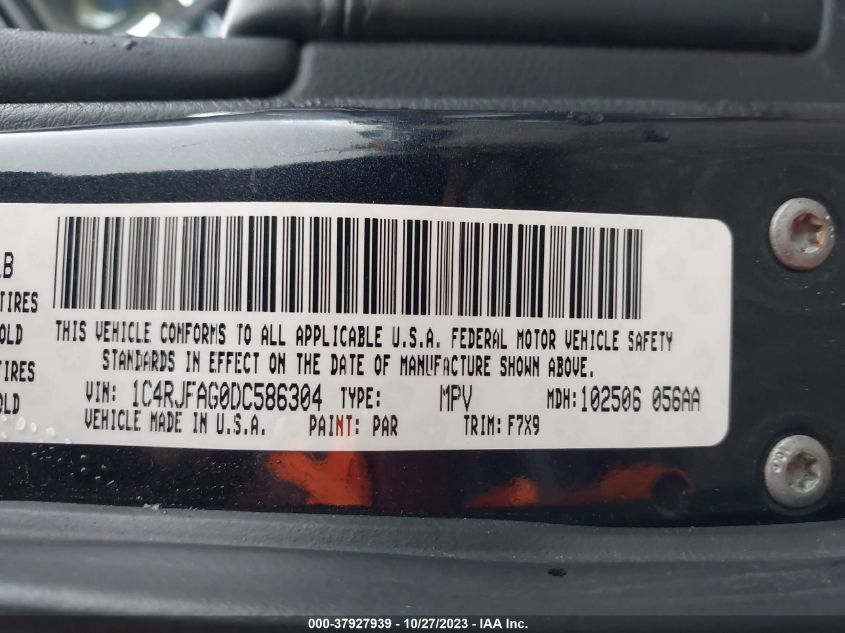 LB
TIRES
OLD
TIRES
OLD
THIS VEHICLE CONFORMS TO ALL APPLICABLE U.S.A. FEDERAL MOTOR VEHICLE SAFETY
STANDARDS IN EFFECT ON THE DATE OF MANUFACTURE SHOWN ABOVE.
VIN: 1C4RJFAG0DC586304 TYPE: MPV MDH:102506 056AA
VEHICLE MADE IN U.S.A. PAINT: PAR TRIM: F7X9
000-37927939 / 10/27/2023 - IAA Inc.